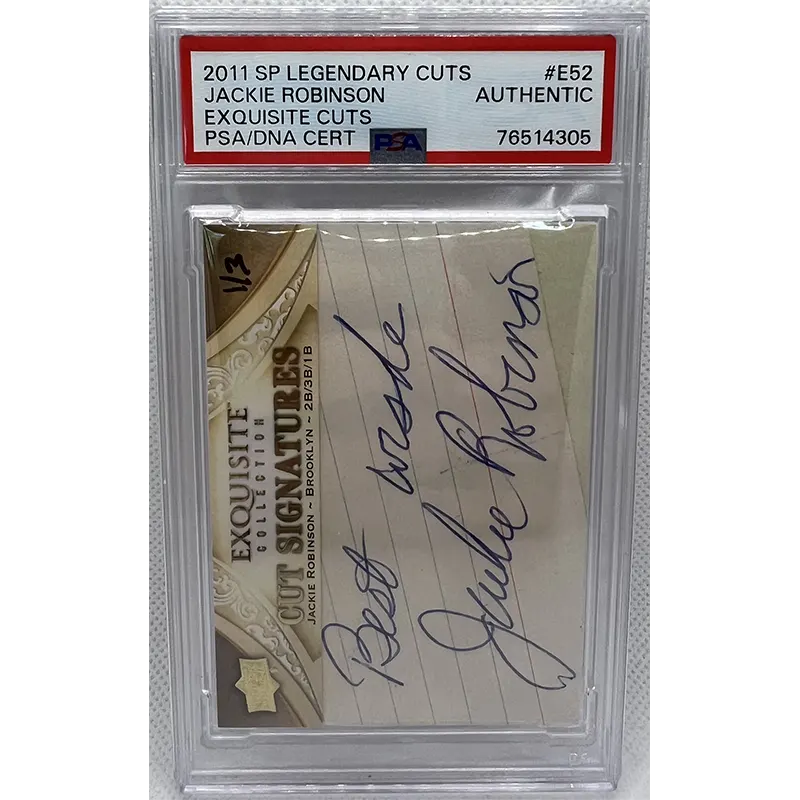 2011 SP LEGENDARY CUTS #E52
JACKIE ROBINSON AUTHENTIC
EXQUISITE CUTS
PSA/DNA CERT PSA 76514305
1/3
EXQUISITE
COLLECTION
CUT SIGNATURES
JACKIE ROBINSON ~ BROOKLYN ~ 2B/3B/1B
Best wishe
Jackie Robinson